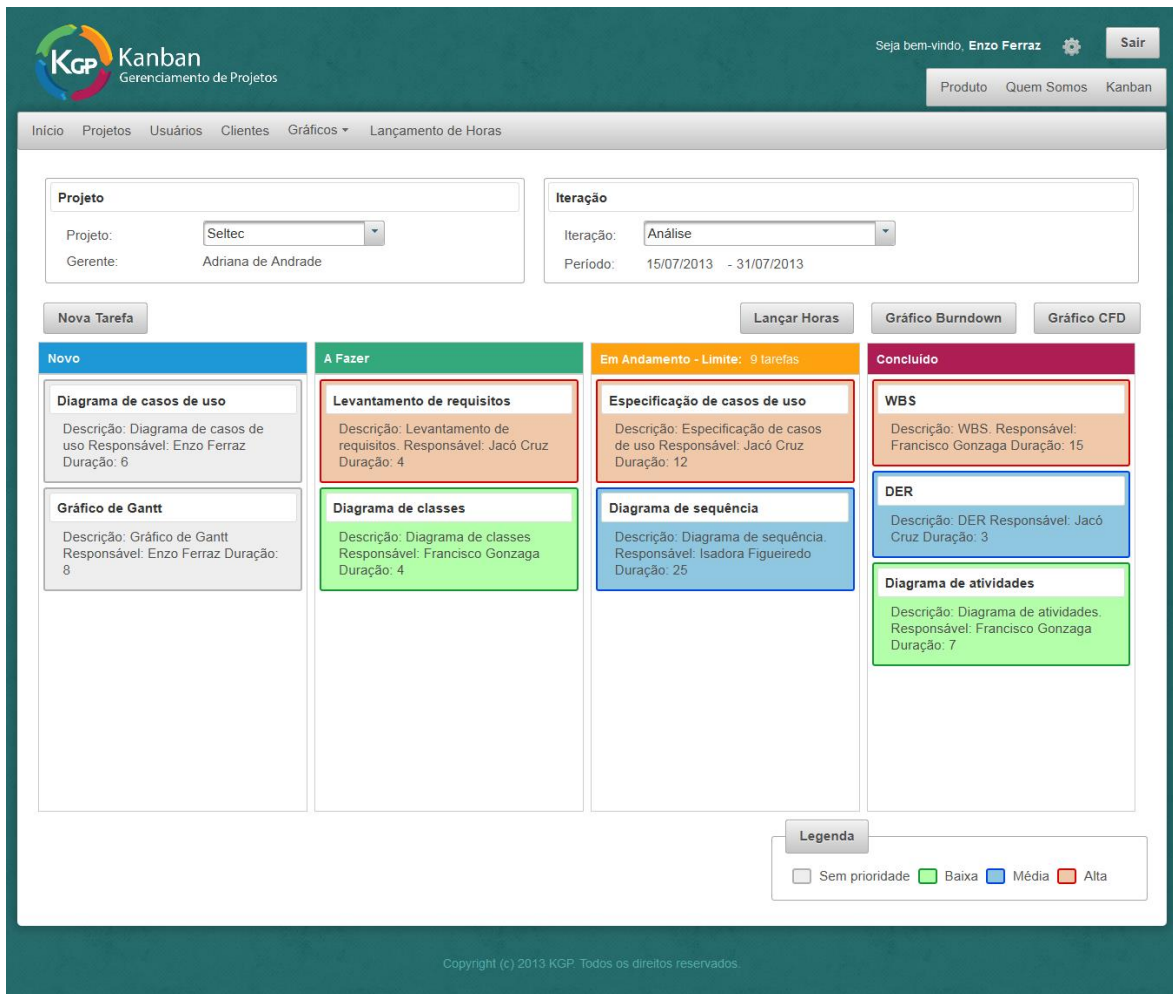 KGP Kanban
Gerenciamento de Projetos
Seja bem-vindo, Enzo Ferraz
Sair
Produto Quem Somos Kanban
Início Projetos Usuários Clientes Gráficos Lançamento de Horas
Projeto
Projeto: Seltec
Gerente: Adriana de Andrade
Iteração
Iteração: Análise
Período: 15/07/2013 - 31/07/2013
Nova Tarefa
Lançar Horas Gráfico Burndown Gráfico CFD
Novo
Diagrama de casos de uso
Descrição: Diagrama de casos de
uso Responsável: Enzo Ferraz
Duração: 6
Gráfico de Gantt
Descrição: Gráfico de Gantt
Responsável: Enzo Ferraz Duração:
8
A Fazer
Levantamento de requisitos
Descrição: Levantamento de
requisitos. Responsável: Jacó Cruz
Duração: 4
Diagrama de classes
Descrição: Diagrama de classes
Responsável: Francisco Gonzaga
Duração: 4
Em Andamento - Limite: 9 tarefas
Especificação de casos de uso
Descrição: Especificação de casos
de uso Responsável: Jacó Cruz
Duração: 12
Diagrama de sequência
Descrição: Diagrama de sequência.
Responsável: Isadora Figueiredo
Duração: 25
Concluído
WBS
Descrição: WBS. Responsável:
Francisco Gonzaga Duração: 15
DER
Descrição: DER Responsável: Jacó
Cruz Duração: 3
Diagrama de atividades
Descrição: Diagrama de atividades.
Responsável: Francisco Gonzaga
Duração: 7
Legenda
Sem prioridade Baixa Média Alta
Copyright (c) 2013 KGP. Todos os direitos reservados.